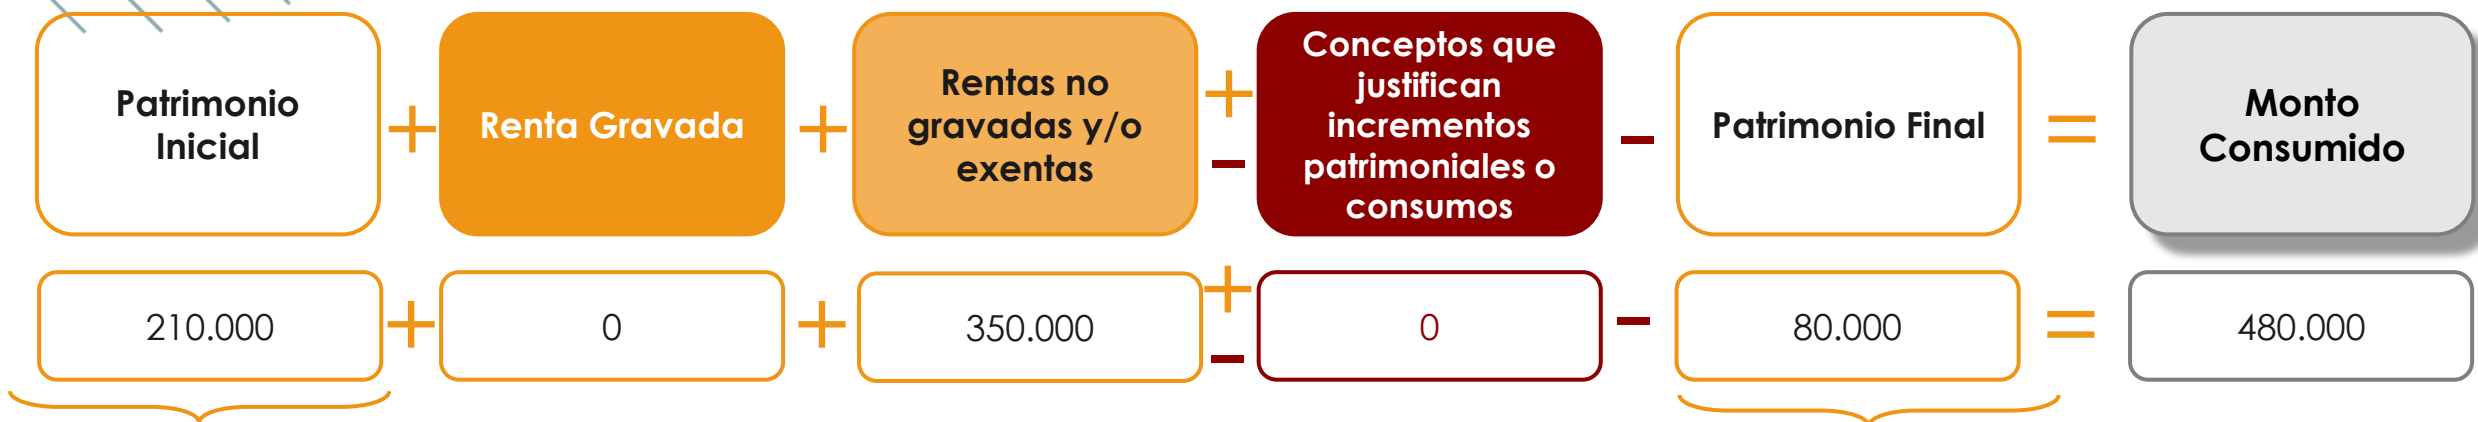 Patrimonio
Inicial
+
Renta Gravada
+
Rentas no
gravadas y/o
exentas
+
-
Conceptos que
justifican
incrementos
patrimoniales o
consumos
-
Patrimonio Final
=
Monto
Consumido
210.000
+
0
+
350.000
+
-
0
-
80.000
=
480.000